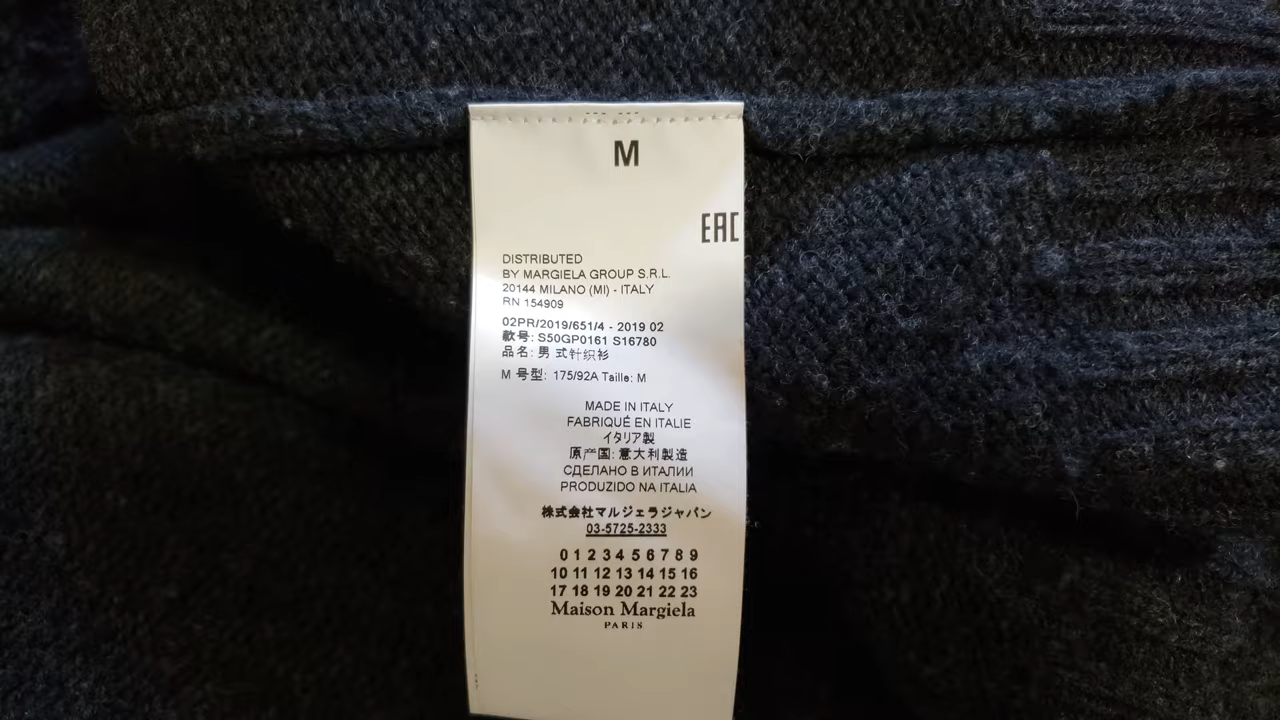 M
EAC
DISTRIBUTED
BY MARGIELA GROUP S.R.L.
20144 MILANO (MI) - ITALY
RN 154909
02PR/2019/651/4 - 2019 02
款号: S50GP0161 S16780
品名: 男 式针织衫
M 号型: 175/92A Taille: M
MADE IN ITALY
FABRIQUÉ EN ITALIE
イタリア製
原产国: 意大利製造
СДЕЛАНО В ИТАЛИИ
PRODUZIDO NA ITALIA
株式会社マルジェラジャパン
03-5725-2333
0 1 2 3 4 5 6 7 8 9
10 11 12 13 14 15 16
17 18 19 20 21 22 23
Maison Margiela
PARIS